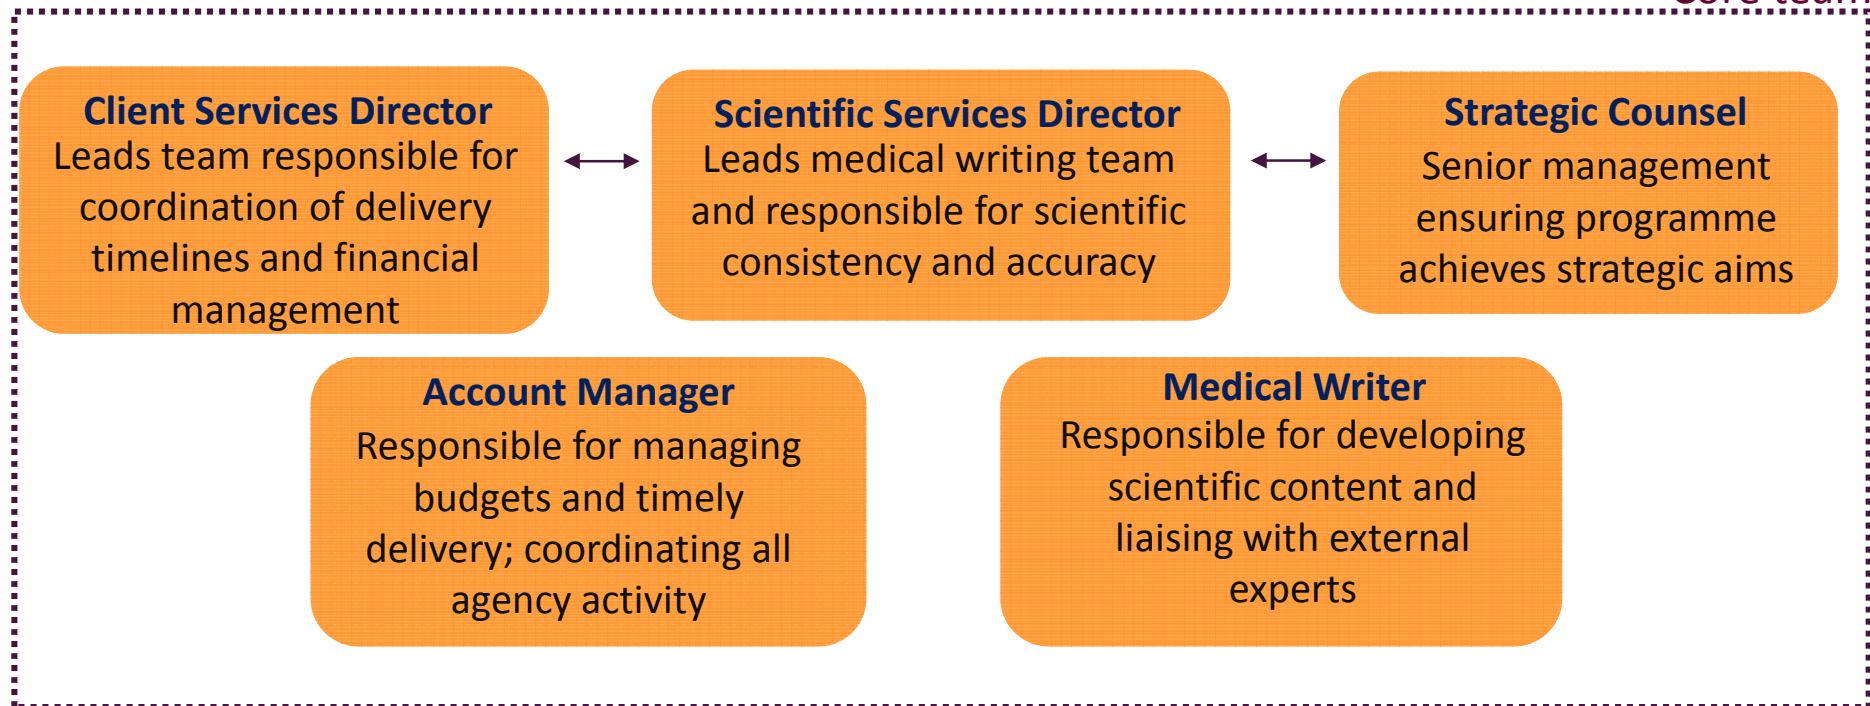 Core team
Client Services Director
Leads team responsible for
coordination of delivery
timelines and financial
management
Scientific Services Director
Leads medical writing team
and responsible for scientific
consistency and accuracy
Strategic Counsel
Senior management
ensuring programme
achieves strategic aims
Account Manager
Responsible for managing
budgets and timely
delivery; coordinating all
agency activity
Medical Writer
Responsible for developing
scientific content and
liaising with external
experts